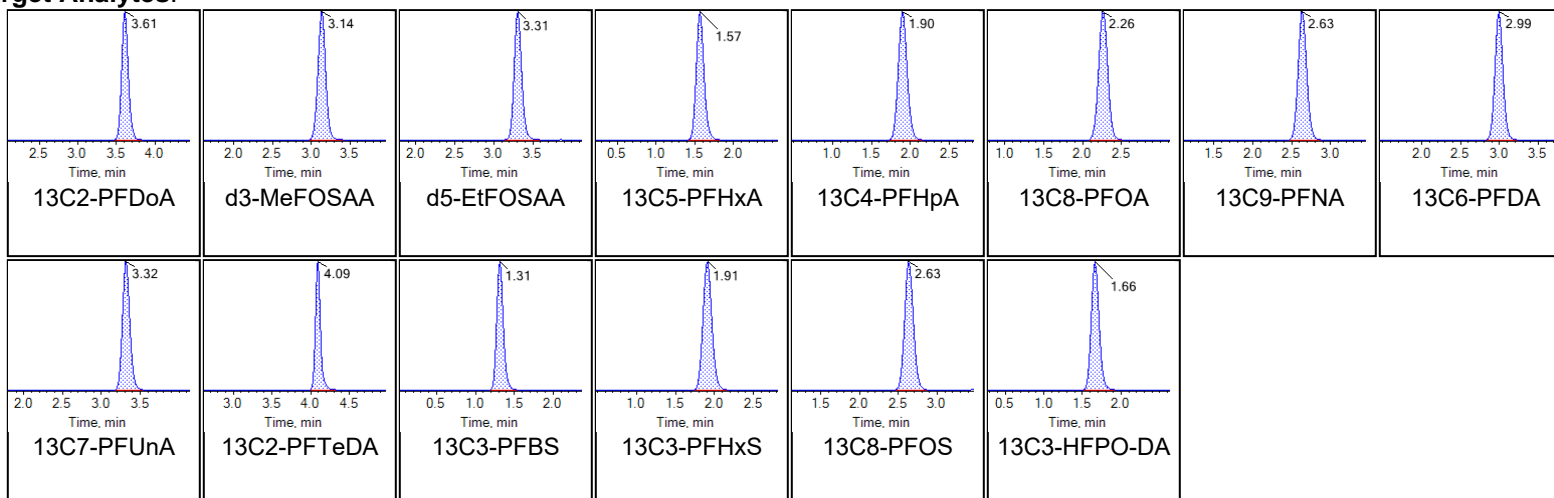 rget Analytes:
3.61 3.14 3.31 1.57 1.90 2.26 2.63 2.99
2.5 3.0 3.5 4.0 2.0 2.5 3.0 3.5 2.0 2.5 3.0 3.5 0.5 1.0 1.5 2.0 1.0 1.5 2.0 2.5 1.0 1.5 2.0 2.5 1.5 2.0 2.5 3.0 2.0 2.5 3.0 3.5
Time, min Time, min Time, min Time, min Time, min Time, min Time, min Time, min
13C2-PFDoA d3-MeFOSAA d5-EtFOSAA 13C5-PFHxA 13C4-PFHpA 13C8-PFOA 13C9-PFNA 13C6-PFDA
3.32 4.09 1.31 1.91 2.63 1.66
2.0 2.5 3.0 3.5 3.0 3.5 4.0 4.5 0.5 1.0 1.5 2.0 1.0 1.5 2.0 2.5 1.5 2.0 2.5 3.0 0.5 1.0 1.5 2.0
Time, min Time, min Time, min Time, min Time, min Time, min
13C7-PFUnA 13C2-PFTeDA 13C3-PFBS 13C3-PFHxS 13C8-PFOS 13C3-HFPO-DA